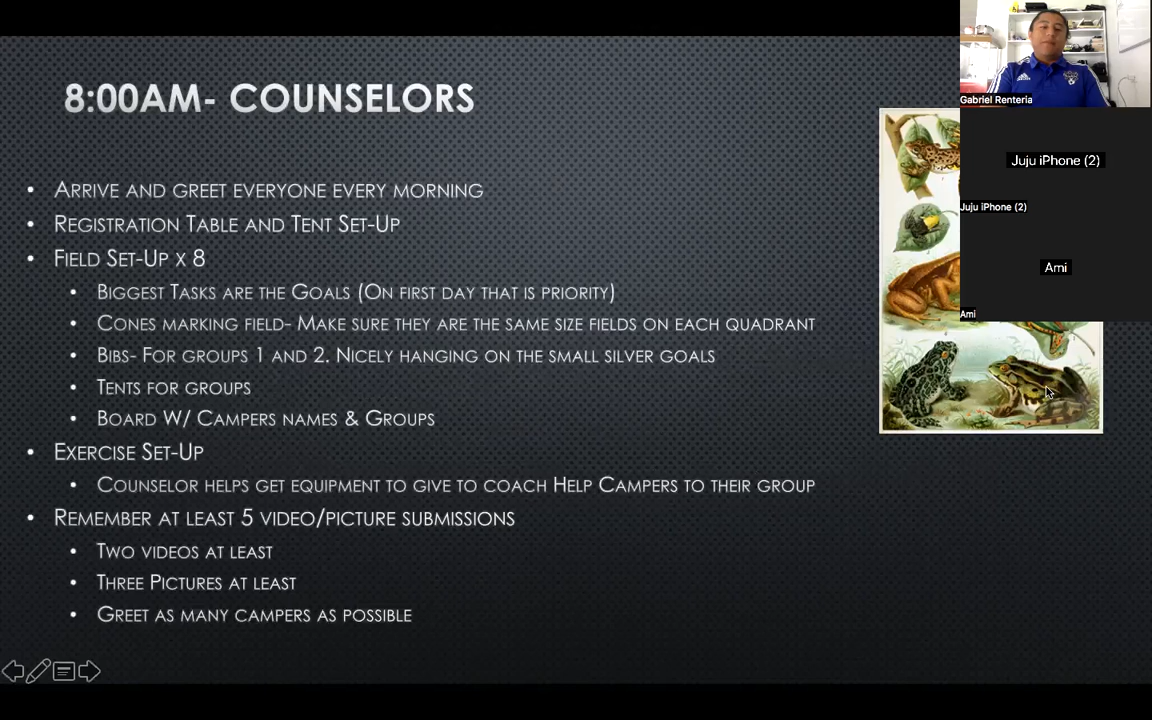 8:00AM- COUNSELORS
• ARRIVE AND GREET EVERYONE EVERY MORNING
• REGISTRATION TABLE AND TENT SET-UP
• FIELD SET-UP X 8
• BIGGEST TASKS ARE THE GOALS (ON FIRST DAY THAT IS PRIORITY)
• CONES MARKING FIELD- MAKE SURE THEY ARE THE SAME SIZE FIELDS ON EACH QUADRANT
• BIBS- FOR GROUPS 1 AND 2. NICELY HANGING ON THE SMALL SILVER GOALS
• TENTS FOR GROUPS
• BOARD W/ CAMPERS NAMES & GROUPS
• EXERCISE SET-UP
• COUNSELOR HELPS GET EQUIPMENT TO GIVE TO COACH HELP CAMPERS TO THEIR GROUP
• REMEMBER AT LEAST 5 VIDEO/PICTURE SUBMISSIONS
• TWO VIDEOS AT LEAST
• THREE PICTURES AT LEAST
• GREET AS MANY CAMPERS AS POSSIBLE
Gabriel Renteria
Juju iPhone (2)
Juju iPhone (2)
Ami
Ami